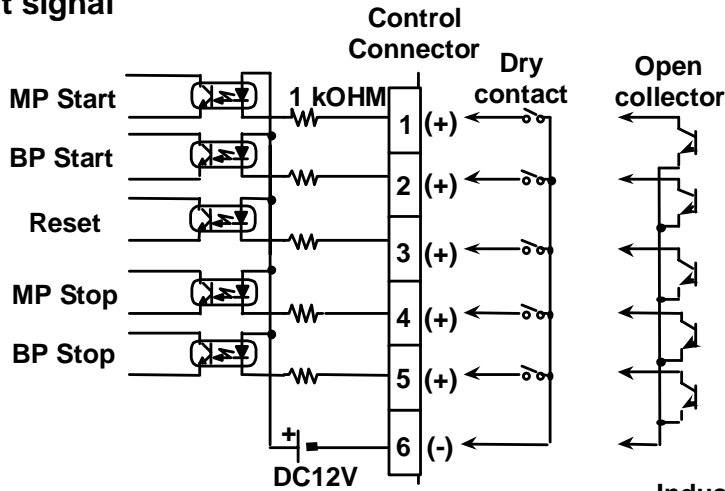 t signal
Control
Connector
Dry
contact
Open
collector
MP Start
1 kOHM
1 (+)
BP Start
2 (+)
Reset
3 (+)
MP Stop
4 (+)
BP Stop
5 (+)
+
6 (-)
DC12V
Indus